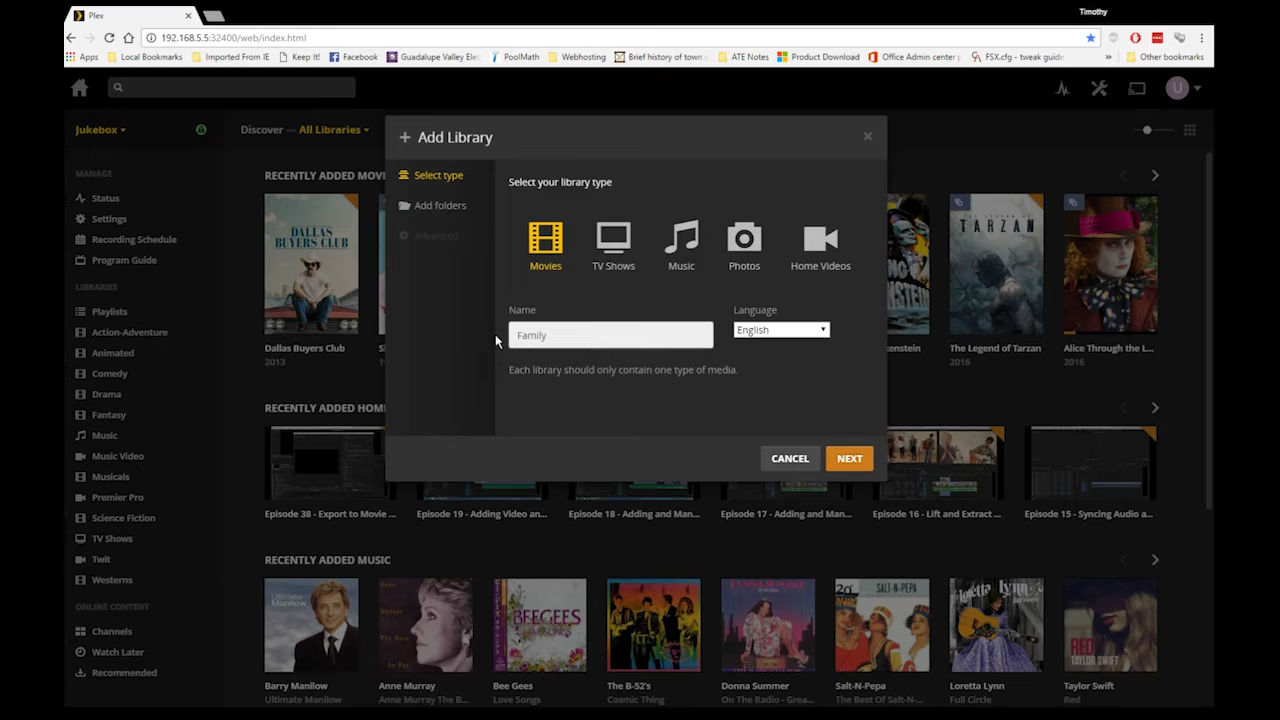 Timothy
Plex
192.168.5.5:32400/web/index.html
Apps Local Bookmarks Imported From IE Keep It! Facebook Guadalupe Valley Elec PoolMath Webhosting Brief history of town o ATE Notes Product Download Office Admin center p FSX.cfg - tweak guide » Other bookmarks
U
Jukebox
Discover — All Libraries
+ Add Library
MANAGE
Status
Settings
Recording Schedule
Program Guide
LIBRARIES
Playlists
Action-Adventure
Animated
Comedy
Drama
Fantasy
Music
Music Video
Musicals
Premier Pro
Science Fiction
TV Shows
Twit
Westerns
ONLINE CONTENT
Channels
Watch Later
Recommended
Select type
Add folders
Advanced
Select your library type
Movies TV Shows Music Photos Home Videos
Name Language
Family English
Each library should only contain one type of media.
CANCEL NEXT
RECENTLY ADDED MOVI
DALLAS
BUYERS CLUB
TARZAN
Dallas Buyers Club
2013
enstein
The Legend of Tarzan
2016
Alice Through the L...
2016
RECENTLY ADDED HOM
Episode 38 - Export to Movie ...
Episode 19 - Adding Video an...
Episode 18 - Adding and Man...
Episode 17 - Adding and Man...
Episode 16 - Lift and Extract ...
Episode 15 - Syncing Audio a...
RECENTLY ADDED MUSIC
Ultimate
Manilow
BEEGEES
SALT-N-PEPA
Loretta Lynn
RED
TAYLOR SWIFT
Barry Manilow
Ultimate Manilow
Anne Murray
Anne Murray The B...
Bee Gees
Love Songs
The B-52's
Cosmic Thing
Donna Summer
On The Radio - Grea...
Salt-N-Pepa
The Best Of Salt-N-...
Loretta Lynn
Full Circle
Taylor Swift
Red